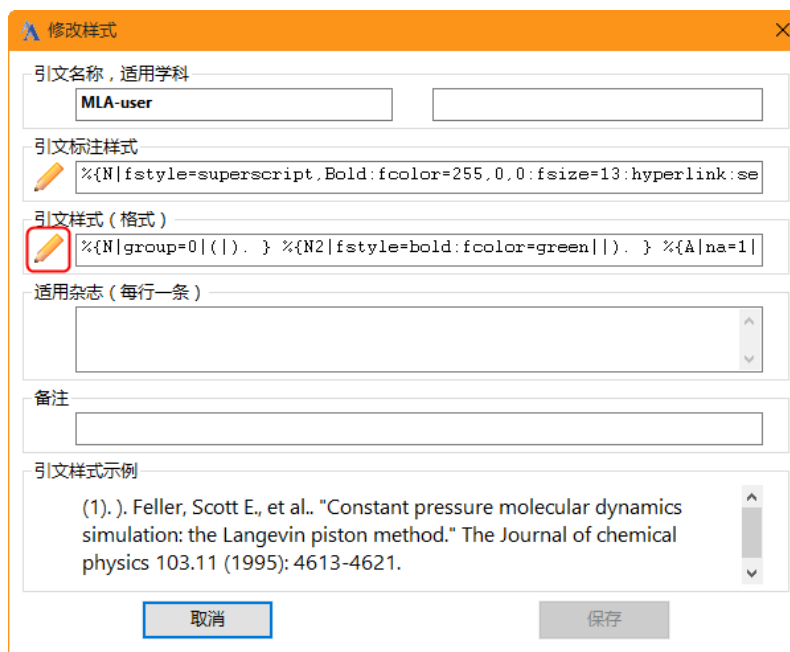 修改样式
引文名称，适用学科
MLA-user
引文标注样式
%{N|fstyle=superscript,Bold:fcolor=255,0,0:fsize=13:hyperlink:se
引文样式（格式）
%{N|group=0|(|). } %{N2|fstyle=bold:fcolor=green||). } %{A|na=1|
适用杂志（每行一条）
备注
引文样式示例
(1). ). Feller, Scott E., et al.. "Constant pressure molecular dynamics
simulation: the Langevin piston method." The Journal of chemical
physics 103.11 (1995): 4613-4621.
取消 保存